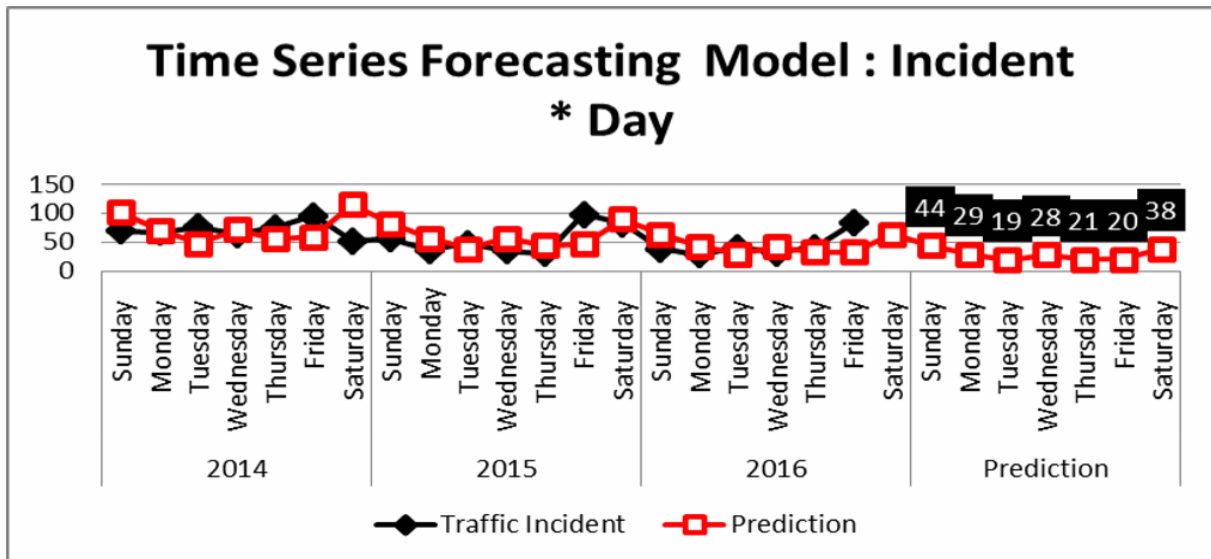 Time Series Forecasting Model : Incident
* Day
150
100
50
0
44 29 19 28 21 20 38
Sunday Monday Tuesday Wednesday Thursday Friday Saturday Sunday Monday Tuesday Wednesday Thursday Friday Saturday Sunday Monday Tuesday Wednesday Thursday Friday Saturday Sunday Monday Tuesday Wednesday Thursday Friday Saturday
2014 2015 2016 Prediction
Traffic Incident Prediction